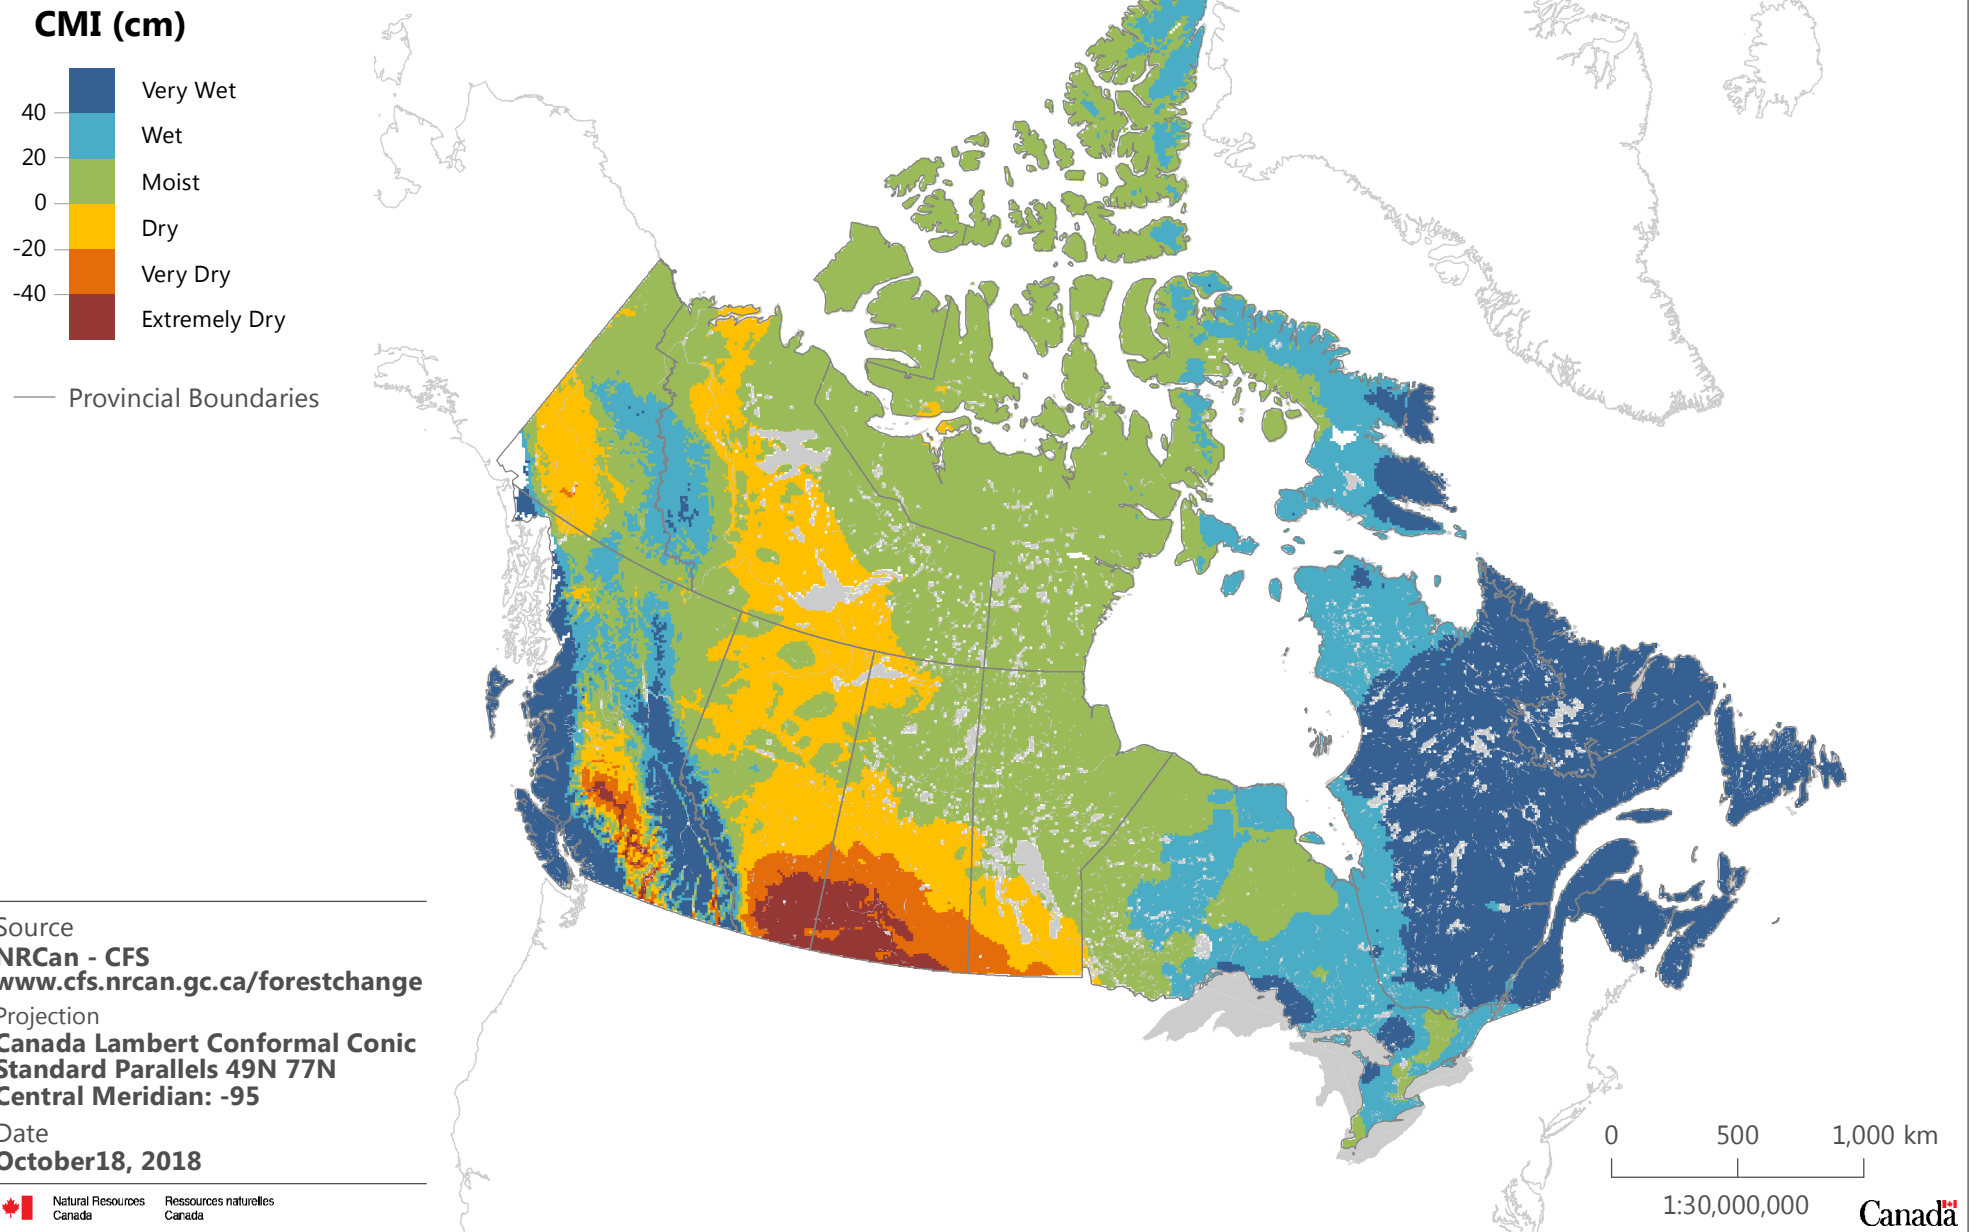 CMI (cm)
Very Wet
40
Wet
20
Moist
0
Dry
-20
Very Dry
-40
Extremely Dry
Provincial Boundaries
Source
NRCan - CFS
www.cfs.nrcan.gc.ca/forestchange
Projection
Canada Lambert Conformal Conic
Standard Parallels 49N 77N
Central Meridian: -95
Date
October18, 2018
Natural Resources Ressources naturelles
Canada Canada
0 500 1,000 km
1:30,000,000
Canada